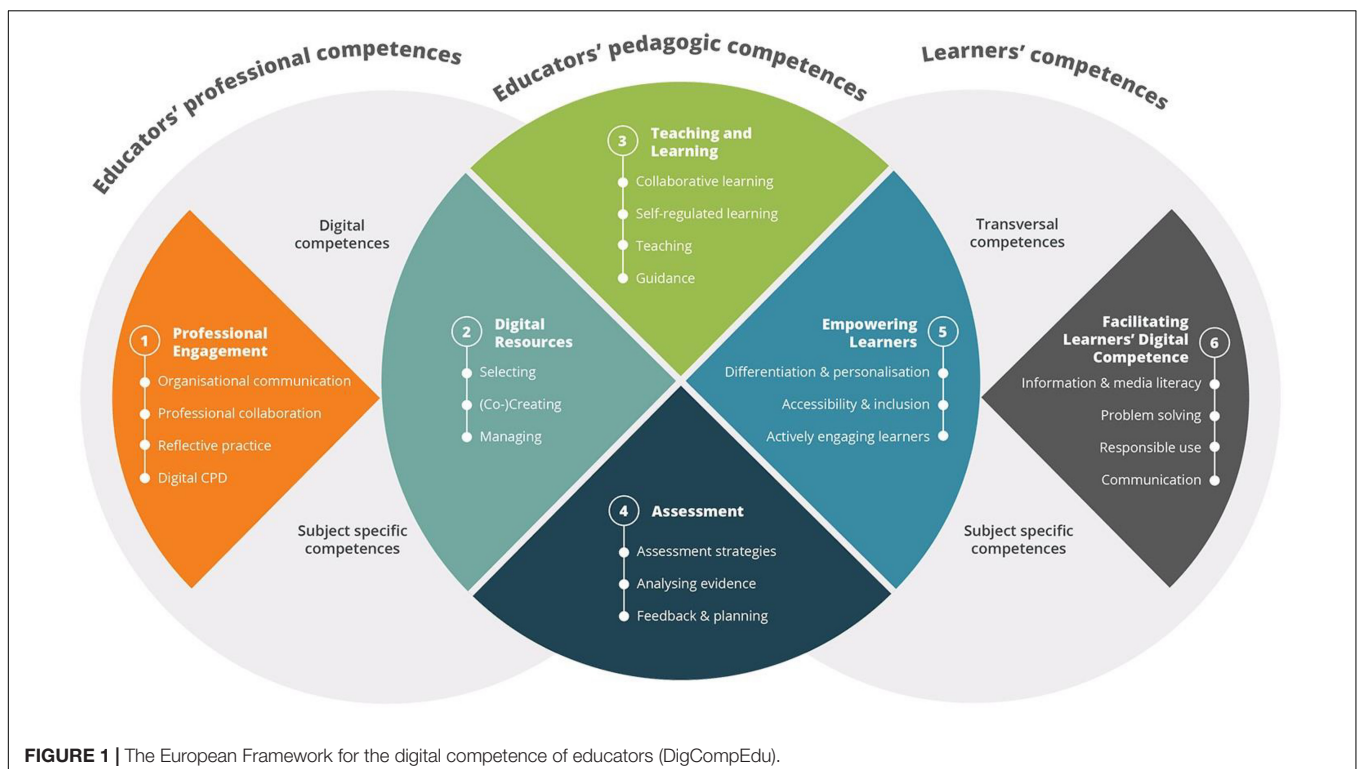 Educators' professional competences
Educators' pedagogic competences
Learners' competences
Digital
competences
Subject specific
competences
1
Professional
Engagement
Organisational communication
Professional collaboration
Reflective practice
Digital CPD
2
Digital
Resources
Selecting
(Co-)Creating
Managing
3
Teaching and
Learning
Collaborative learning
Self-regulated learning
Teaching
Guidance
4
Assessment
Assessment strategies
Analysing evidence
Feedback & planning
Empowering
Learners
5
Differentiation & personalisation
Accessibility & inclusion
Actively engaging learners
Transversal
competences
Subject specific
competences
Facilitating
Learners' Digital
Competence
6
Information & media literacy
Problem solving
Responsible use
Communication
FIGURE 1 | The European Framework for the digital competence of educators (DigCompEdu).